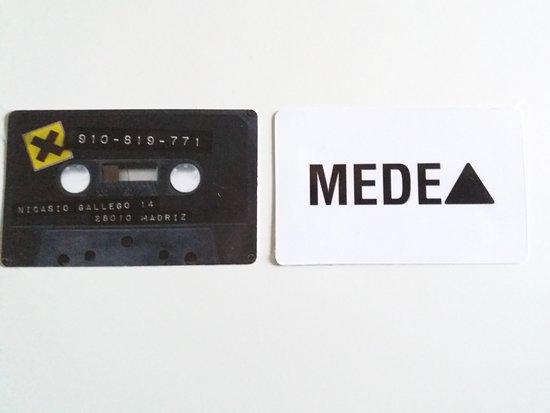 910-819-771
NICASIO GALLEGO 14
28010 MADRIZ
MEDE▲